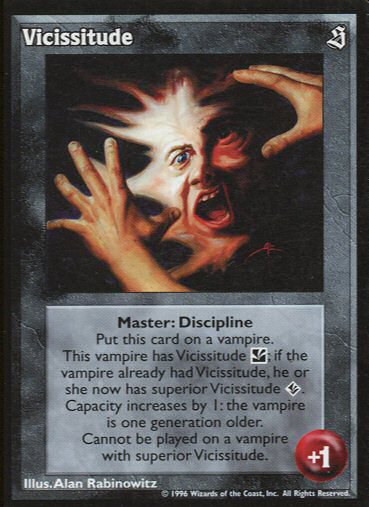 Vicissitude
Master: Discipline
Put this card on a vampire.
This vampire has Vicissitude ; if the
vampire already had Vicissitude, he or
she now has superior Vicissitude .
Capacity increases by 1: the vampire
is one generation older.
Cannot be played on a vampire
with superior Vicissitude.
+1
Illus. Alan Rabinowitz
© 1996 Wizards of the Coast, Inc. All Rights Reserved.